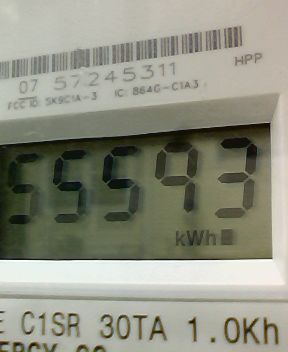 HPP
07 57245311
FCC ID: SK9C1A-3 IC: 864G-C1A3
55593
kWh
C1SR 30TA 1.0Kh